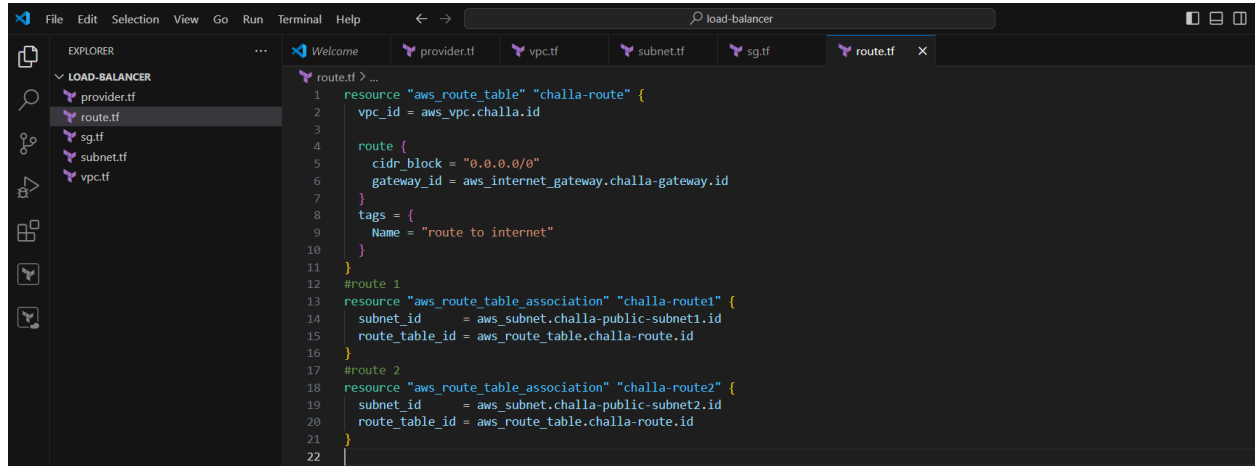 File Edit Selection View Go Run Terminal Help ← → load-balancer
EXPLORER ...
LOAD-BALANCER
provider.tf
route.tf
sg.tf
subnet.tf
vpc.tf
Welcome provider.tf vpc.tf subnet.tf sg.tf route.tf ×
route.tf > ...
1 resource "aws_route_table" "challa-route" {
2   vpc_id = aws_vpc.challa.id
3
4   route {
5     cidr_block = "0.0.0.0/0"
6     gateway_id = aws_internet_gateway.challa-gateway.id
7   }
8   tags = {
9     Name = "route to internet"
10   }
11 }
12 #route 1
13 resource "aws_route_table_association" "challa-route1" {
14   subnet_id      = aws_subnet.challa-public-subnet1.id
15   route_table_id = aws_route_table.challa-route.id
16 }
17 #route 2
18 resource "aws_route_table_association" "challa-route2" {
19   subnet_id      = aws_subnet.challa-public-subnet2.id
20   route_table_id = aws_route_table.challa-route.id
21 }
22